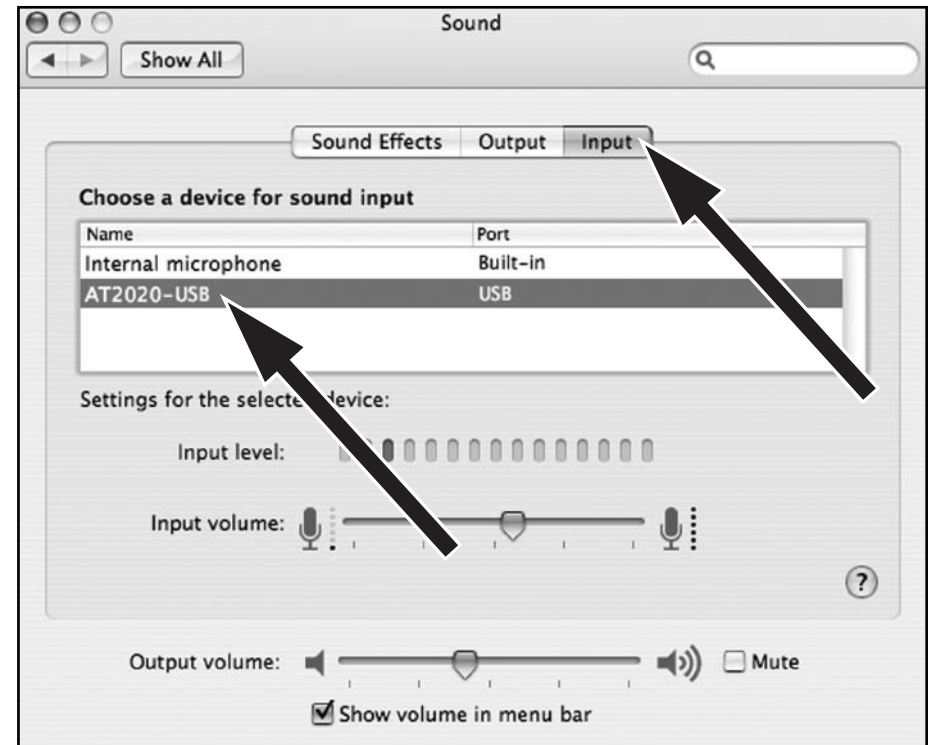 Sound
Show All
Sound Effects Output Input
Choose a device for sound input
Name Port
Internal microphone Built-in
AT2020-USB USB
Settings for the selected device:
Input level:
Input volume:
?
Output volume: Mute
Show volume in menu bar